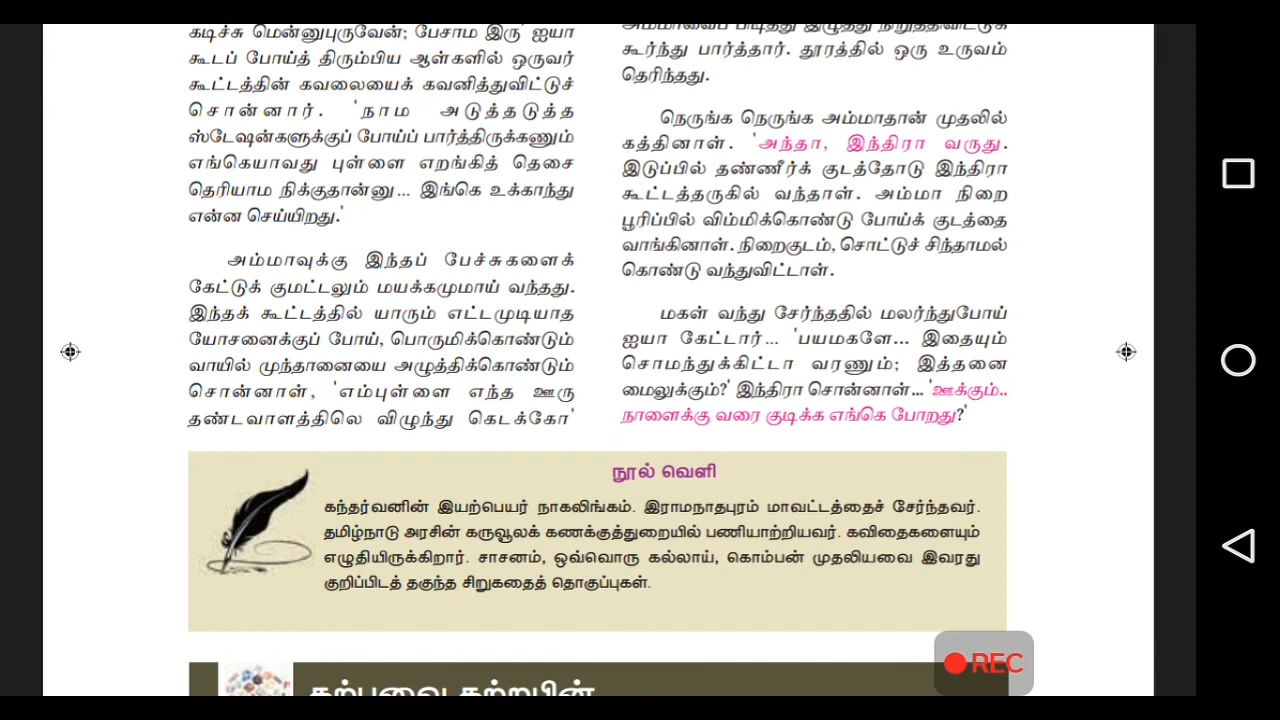 கடிச்சு மென்னுபுருவேன்; பேசாம இரு' ஐயா
கூடப் போய்த் திரும்பிய ஆள்களில் ஒருவர்
கூட்டத்தின் கவலையைக் கவனித்துவிட்டுச்
சொன்னார். 'நாம அடுத்தடுத்த
ஸ்டேஷன்களுக்குப் போய்ப் பார்த்திருக்கணும்
எங்கெயாவது புள்ளை எறங்கித் தெசை
தெரியாம நிக்குதான்னு... இங்கெ உக்காந்து
என்ன செய்யிறது.'
அம்மாவுக்கு இந்தப் பேச்சுகளைக்
கேட்டுக் குமட்டலும் மயக்கமுமாய் வந்தது.
இந்தக் கூட்டத்தில் யாரும் எட்டமுடியாத
யோசனைக்குப் போய், பொருமிக்கொண்டும்
வாயில் முந்தானையை அழுத்திக்கொண்டும்
சொன்னாள், 'எம்புள்ளை எந்த ஊரு
தண்டவாளத்திலெ விழுந்து கெடக்கோ'
அம்மாவைப் பிடித்து இழுத்து நிறுத்திவிட்டுக்
கூர்ந்து பார்த்தார். தூரத்தில் ஒரு உருவம்
தெரிந்தது.
நெருங்க நெருங்க அம்மாதான் முதலில்
கத்தினாள். 'அந்தா, இந்திரா வருது.
இடுப்பில் தண்ணீர்க் குடத்தோடு இந்திரா
கூட்டத்தருகில் வந்தாள். அம்மா நிறை
பூரிப்பில் விம்மிக்கொண்டு போய்க் குடத்தை
வாங்கினாள். நிறைகுடம், சொட்டுச் சிந்தாமல்
கொண்டு வந்துவிட்டாள்.
மகள் வந்து சேர்ந்ததில் மலர்ந்துபோய்
ஐயா கேட்டார்... 'பயமகளே... இதையும்
சொமந்துக்கிட்டா வரணும்; இத்தனை
மைலுக்கும்?' இந்திரா சொன்னாள்... 'ஊக்கும்..
நாளைக்கு வரை குடிக்க எங்கெ போறது?'
நூல் வெளி
கந்தர்வனின் இயற்பெயர் நாகலிங்கம். இராமநாதபுரம் மாவட்டத்தைச் சேர்ந்தவர்.
தமிழ்நாடு அரசின் கருவூலக் கணக்குத்துறையில் பணியாற்றியவர். கவிதைகளையும்
எழுதியிருக்கிறார். சாசனம், ஒவ்வொரு கல்லாய், கொம்பன் முதலியவை இவரது
குறிப்பிடத் தகுந்த சிறுகதைத் தொகுப்புகள்.
REC
கற்பவை கற்றபின்